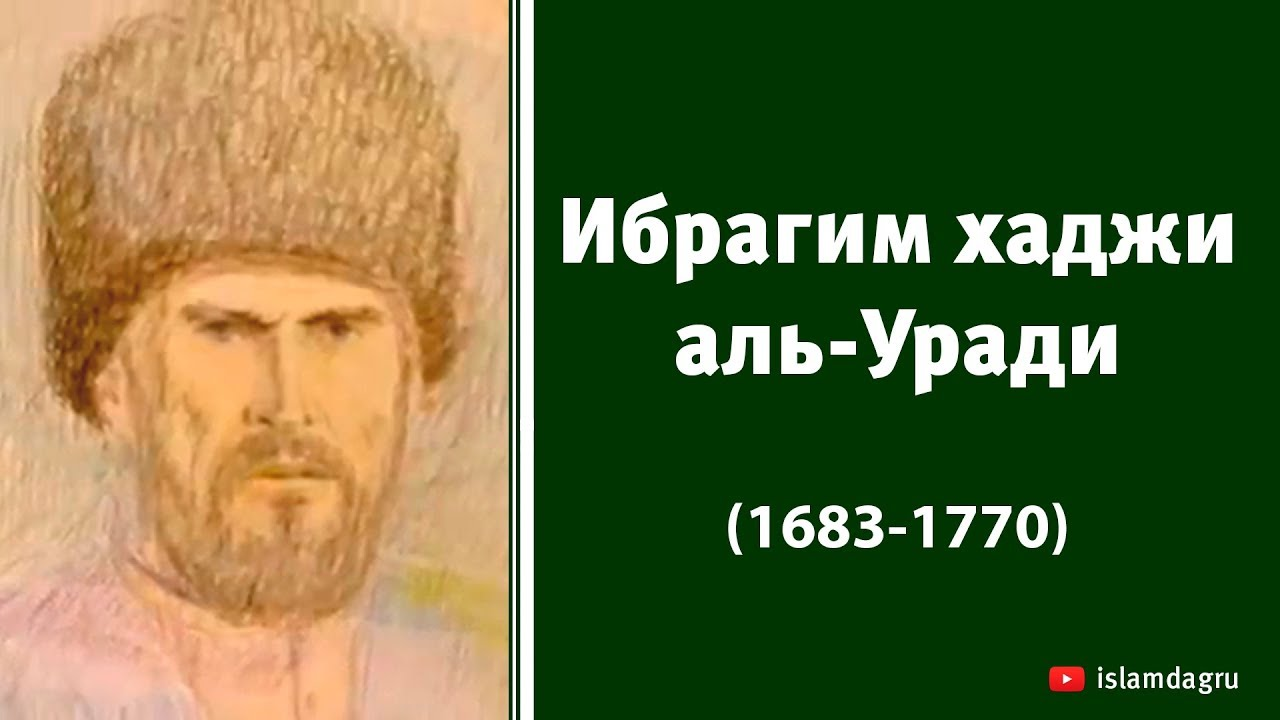 Ибрагим хаджи
аль-Уради
(1683-1770)
islamdagru